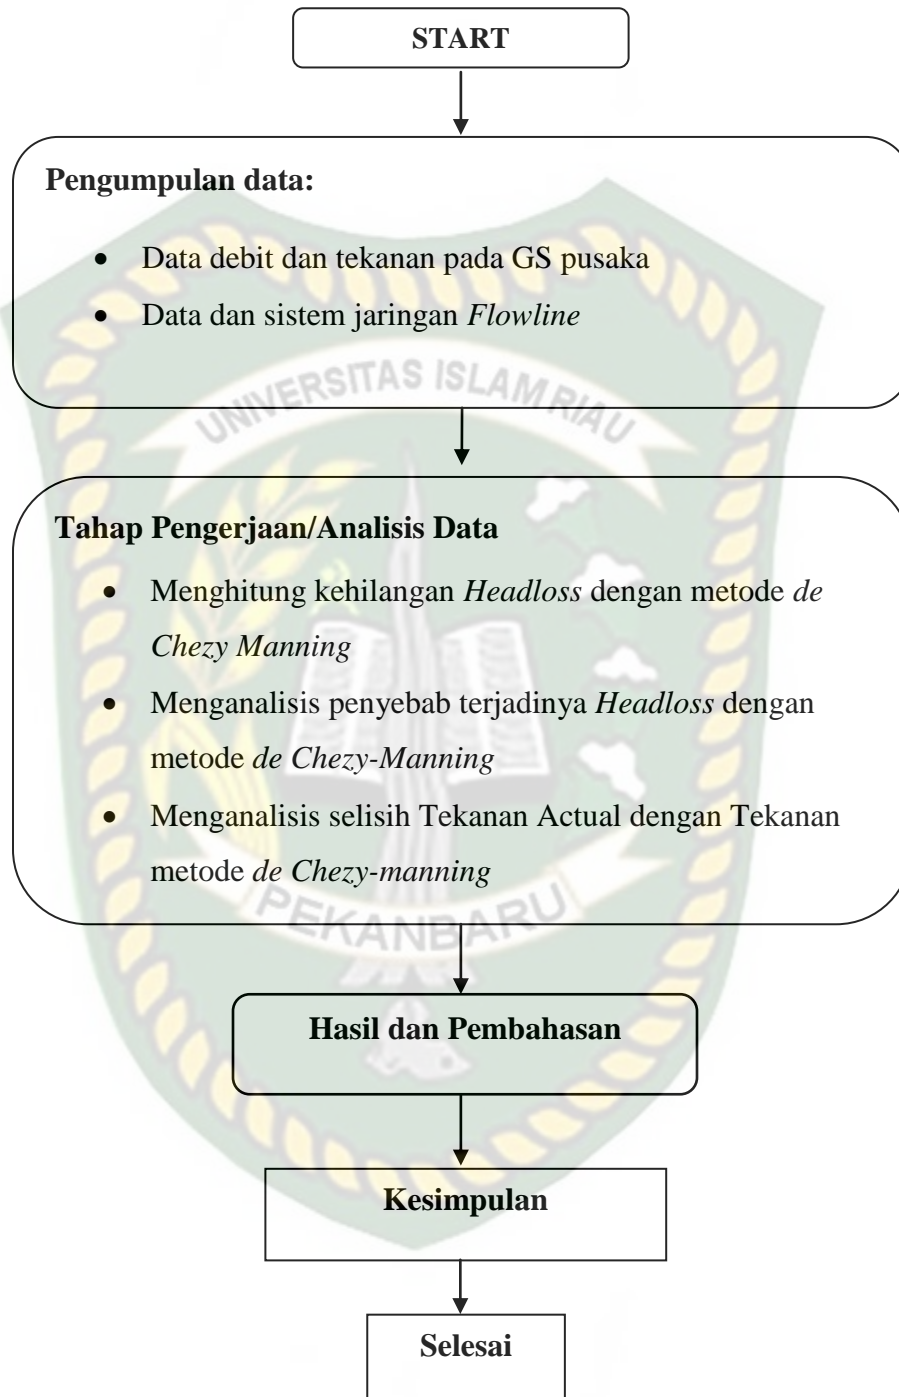 START
Pengumpulan data:
• Data debit dan tekanan pada GS pusaka
• Data dan sistem jaringan Flowline
UNIVERSITAS ISLAM RIAU
Tahap Pengerjaan/Analisis Data
• Menghitung kehilangan Headloss dengan metode de
Chezy Manning
• Menganalisis penyebab terjadinya Headloss dengan
metode de Chezy-Manning
• Menganalisis selisih Tekanan Actual dengan Tekanan
metode de Chezy-manning
PEKANBARU
Hasil dan Pembahasan
Kesimpulan
Selesai